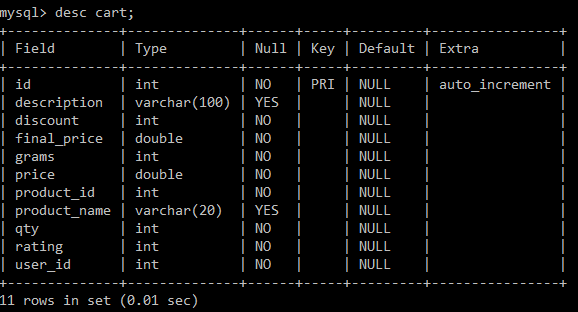 mysql> desc cart;
+--------------+--------------+------+-----+---------+----------------+
| Field        | Type         | Null | Key | Default | Extra          |
+--------------+--------------+------+-----+---------+----------------+
| id           | int          | NO   | PRI | NULL    | auto_increment |
| description  | varchar(100) | YES  |     | NULL    |                |
| discount     | int          | NO   |     | NULL    |                |
| final_price  | double       | NO   |     | NULL    |                |
| grams        | int          | NO   |     | NULL    |                |
| price        | double       | NO   |     | NULL    |                |
| product_id   | int          | NO   |     | NULL    |                |
| product_name | varchar(20)  | YES  |     | NULL    |                |
| qty          | int          | NO   |     | NULL    |                |
| rating       | int          | NO   |     | NULL    |                |
| user_id      | int          | NO   |     | NULL    |                |
+--------------+--------------+------+-----+---------+----------------+
11 rows in set (0.01 sec)